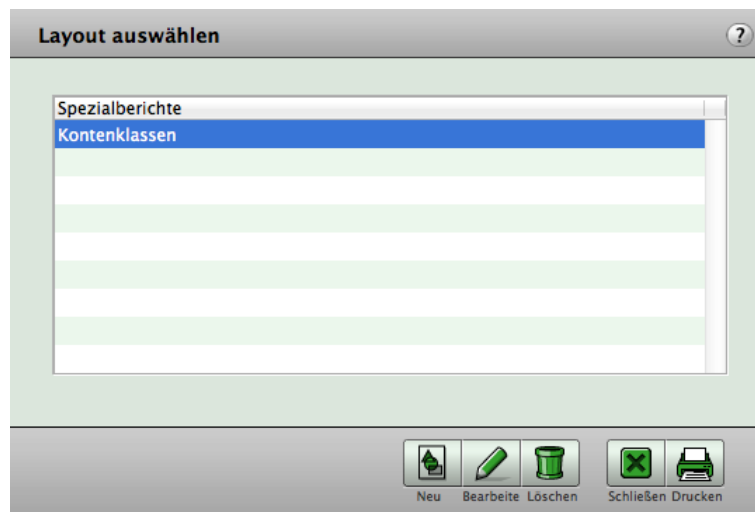 Layout auswählen
?
Spezialberichte
Kontenklassen
Neu Bearbeite Löschen Schließen Drucken